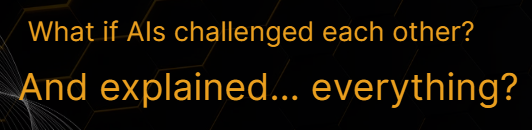 What if AIs challenged each other?
And explained... everything?